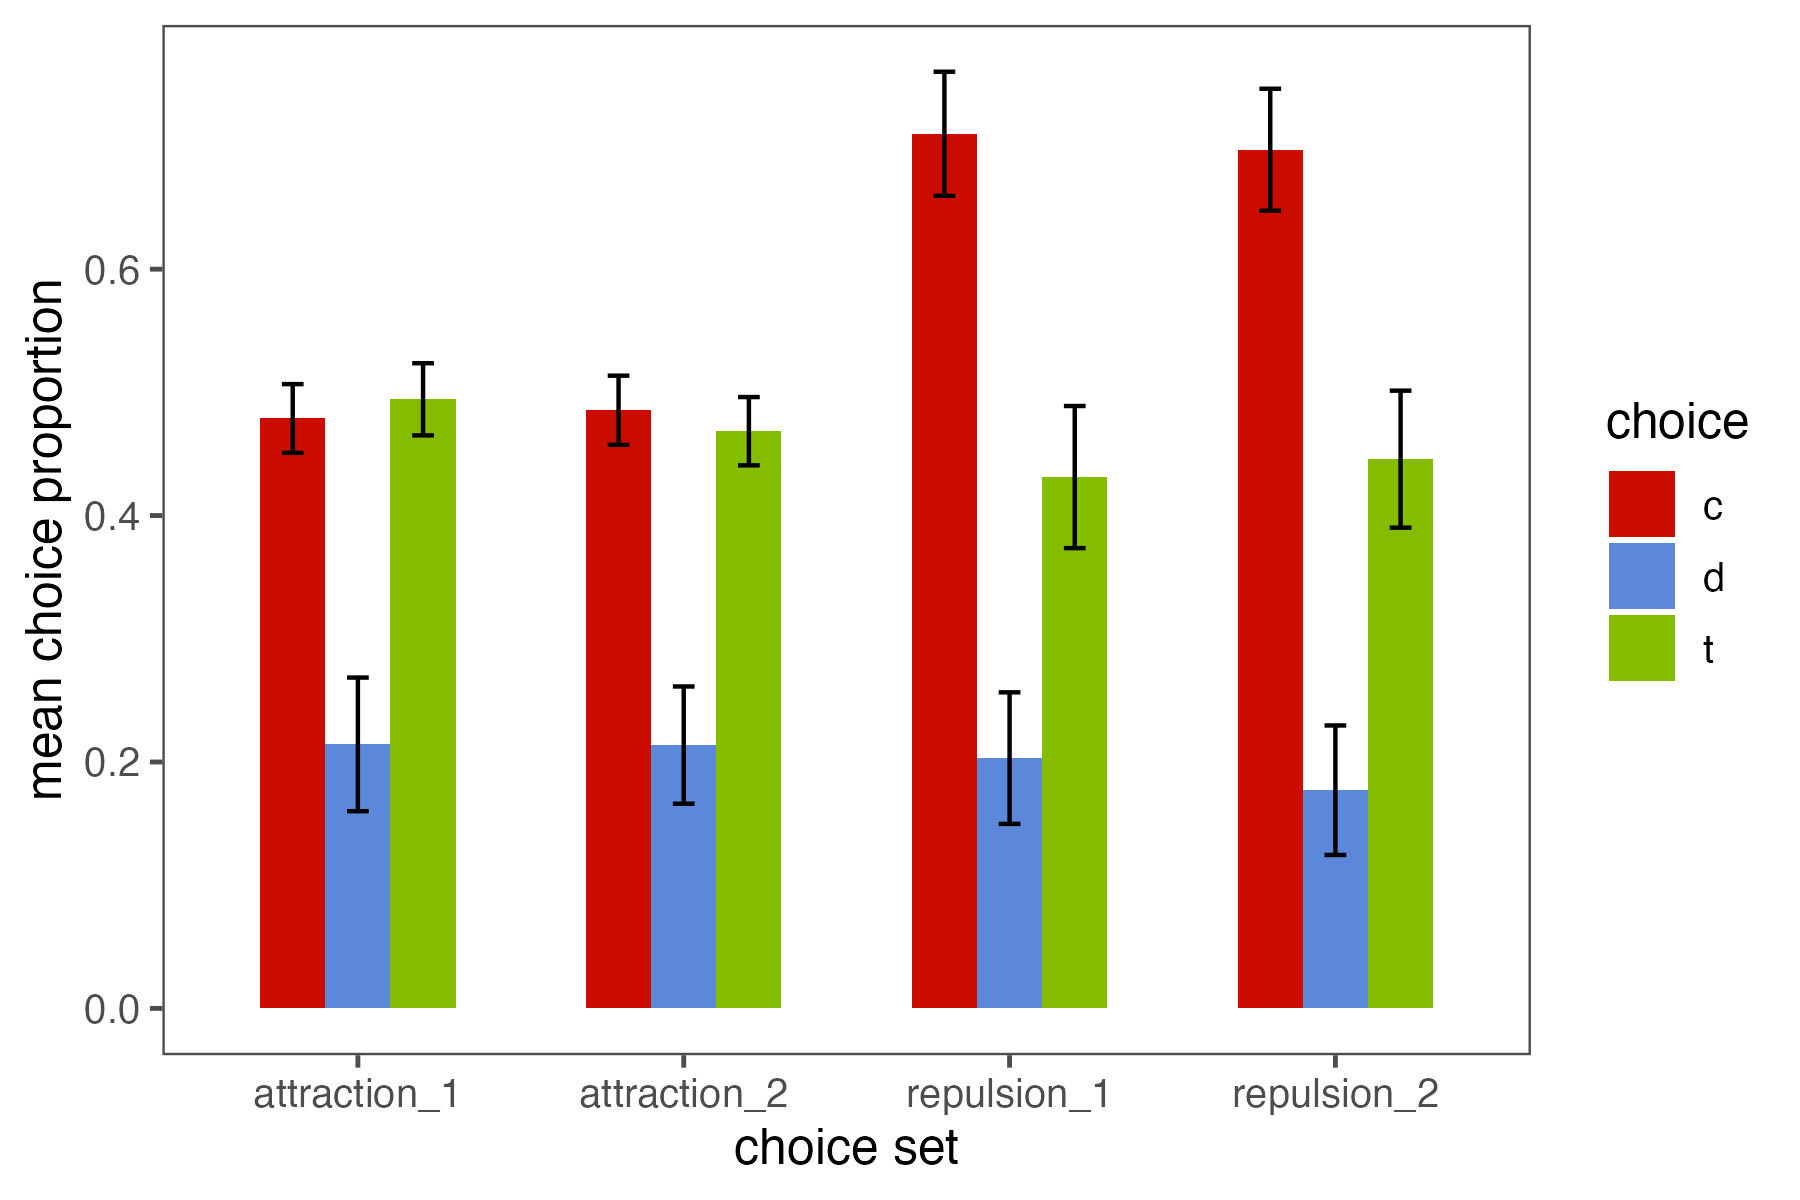 mean choice proportion
0.6
0.4
0.2
0.0
attraction_1
attraction_2
repulsion_1
repulsion_2
choice set
choice
c
d
t